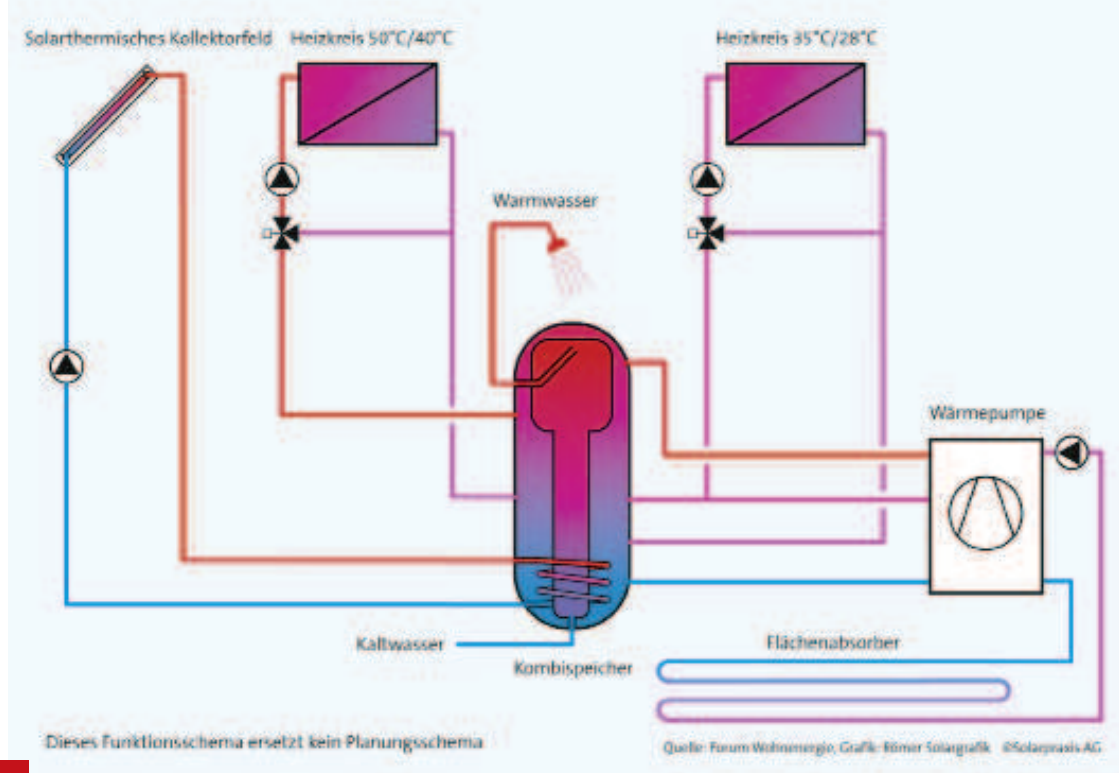 Solarthermisches Kollektorfeld
Heizkreis 50°C/40°C
Heizkreis 35°C/28°C
Warmwasser
Wärmepumpe
Kaltwasser
Flächenabsorber
Kombispeicher
Dieses Funktionsschema ersetzt kein Planungsschema
Quelle: Forum Wohnenergie, Grafik: Römer Solargrafik ©Solarpraxis AG